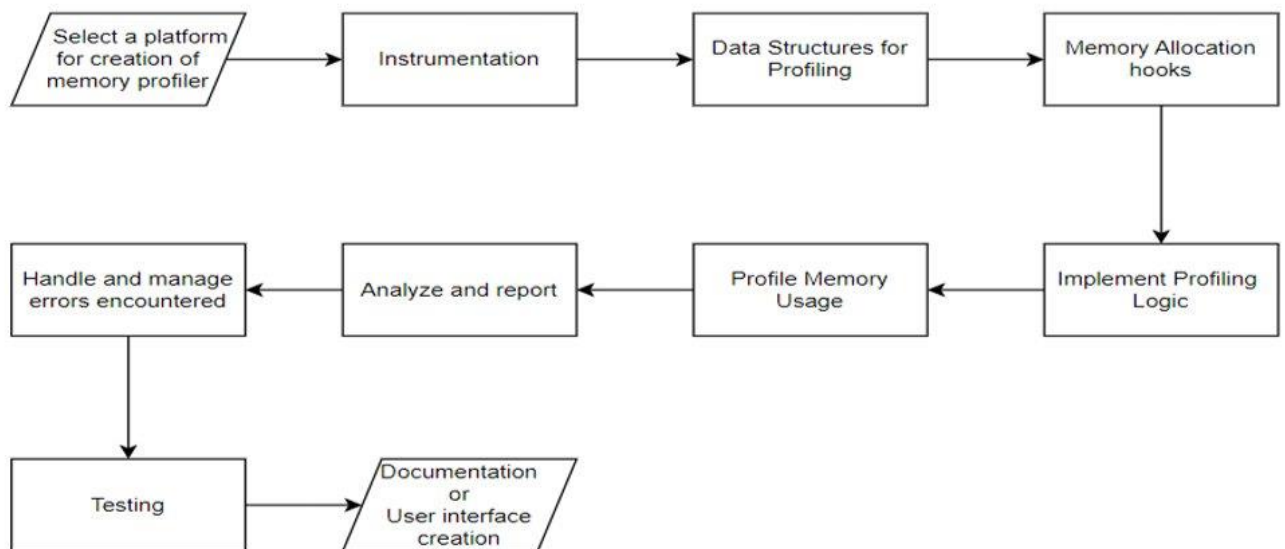 Select a platform
for creation of
memory profiler
Instrumentation
Data Structures for
Profiling
Memory Allocation
hooks
Handle and manage
errors encountered
Analyze and report
Profile Memory
Usage
Implement Profiling
Logic
Testing
Documentation
or
User interface
creation